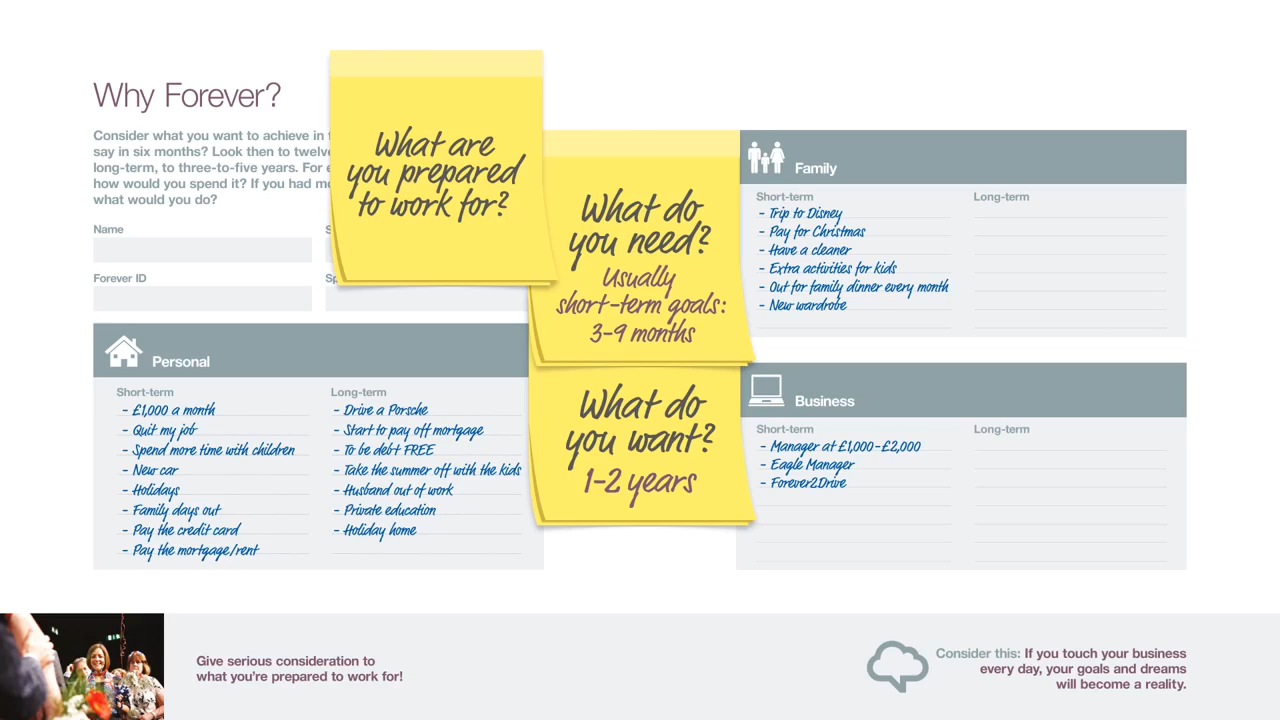 Why Forever?
Consider what you want to achieve in
say in six months? Look then to twelve
long-term, to three-to-five years. For
how would you spend it? If you had
what would you do?
Name
Forever ID
What are
you prepared
to work for?
What do
you need?
Usually
short-term goals:
3-9 months
What do
you want?
1-2 years
Personal
Short-term
- £1,000 a month
- Quit my job
- Spend more time with children
- New car
- Holidays
- Family days out
- Pay the credit card
- Pay the mortgage/rent
Long-term
- Drive a Porsche
- Start to pay off mortgage
- To be debt FREE
- Take the summer off with the kids
- Husband out of work
- Private education
- Holiday home
Family
Short-term
- Trip to Disney
- Pay for Christmas
- Have a cleaner
- Extra activities for kids
- Out for family dinner every month
- New wardrobe
Long-term
Business
Short-term
- Manager at £1,000-£2,000
- Eagle Manager
- Forever2Drive
Long-term
Give serious consideration to
what you're prepared to work for!
Consider this: If you touch your business
every day, your goals and dreams
will become a reality.